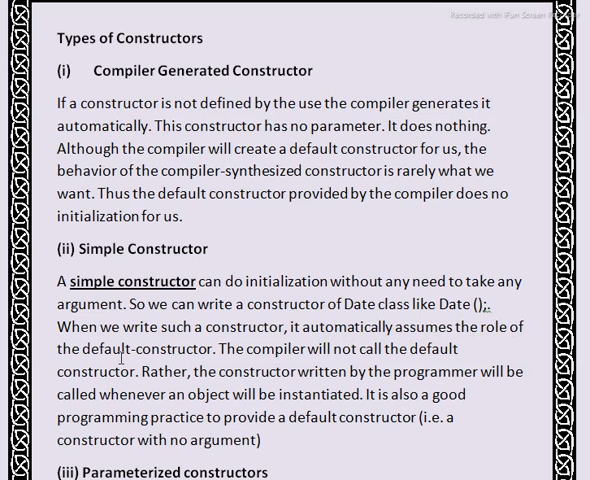 Recorded with iFun Screen
Types of Constructors
(i) Compiler Generated Constructor
If a constructor is not defined by the use the compiler generates it
automatically. This constructor has no parameter. It does nothing.
Although the compiler will create a default constructor for us, the
behavior of the compiler-synthesized constructor is rarely what we
want. Thus the default constructor provided by the compiler does no
initialization for us.
(ii) Simple Constructor
A simple constructor can do initialization without any need to take any
argument. So we can write a constructor of Date class like Date ();.
When we write such a constructor, it automatically assumes the role of
the default-constructor. The compiler will not call the default
constructor. Rather, the constructor written by the programmer will be
called whenever an object will be instantiated. It is also a good
programming practice to provide a default constructor (i.e. a
constructor with no argument)
(iii) Parameterized constructors